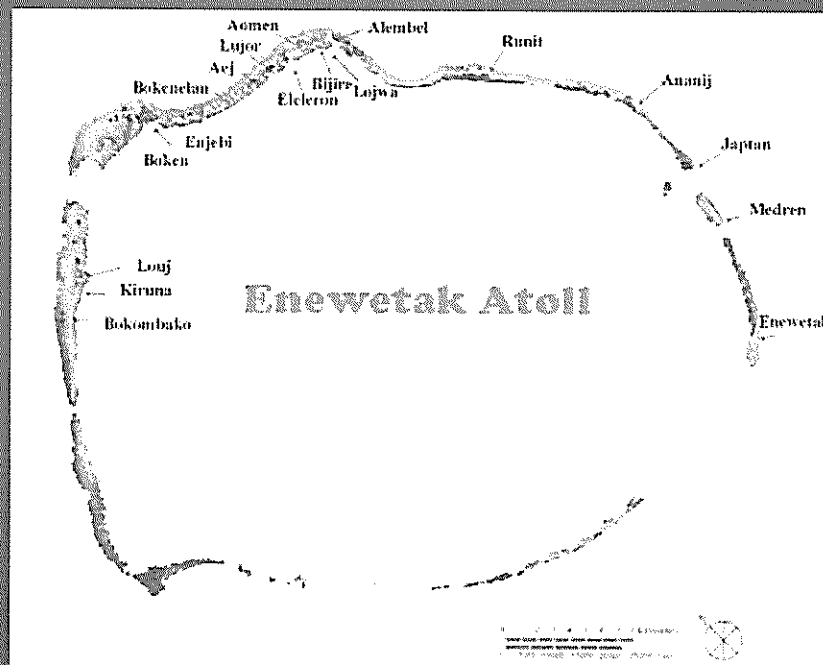 Aomen
Alembel
Lujor
Runit
Aej
Bijire
Lojwa
Bokenelan
Eleleron
Ananij
Enjebi
Boken
Japtan
Medren
Louj
Kiruna
Enewetak Atoll
Bokombako
Enewetak